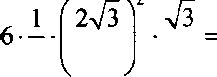 6 · 1 · (2√3)² · √3 =